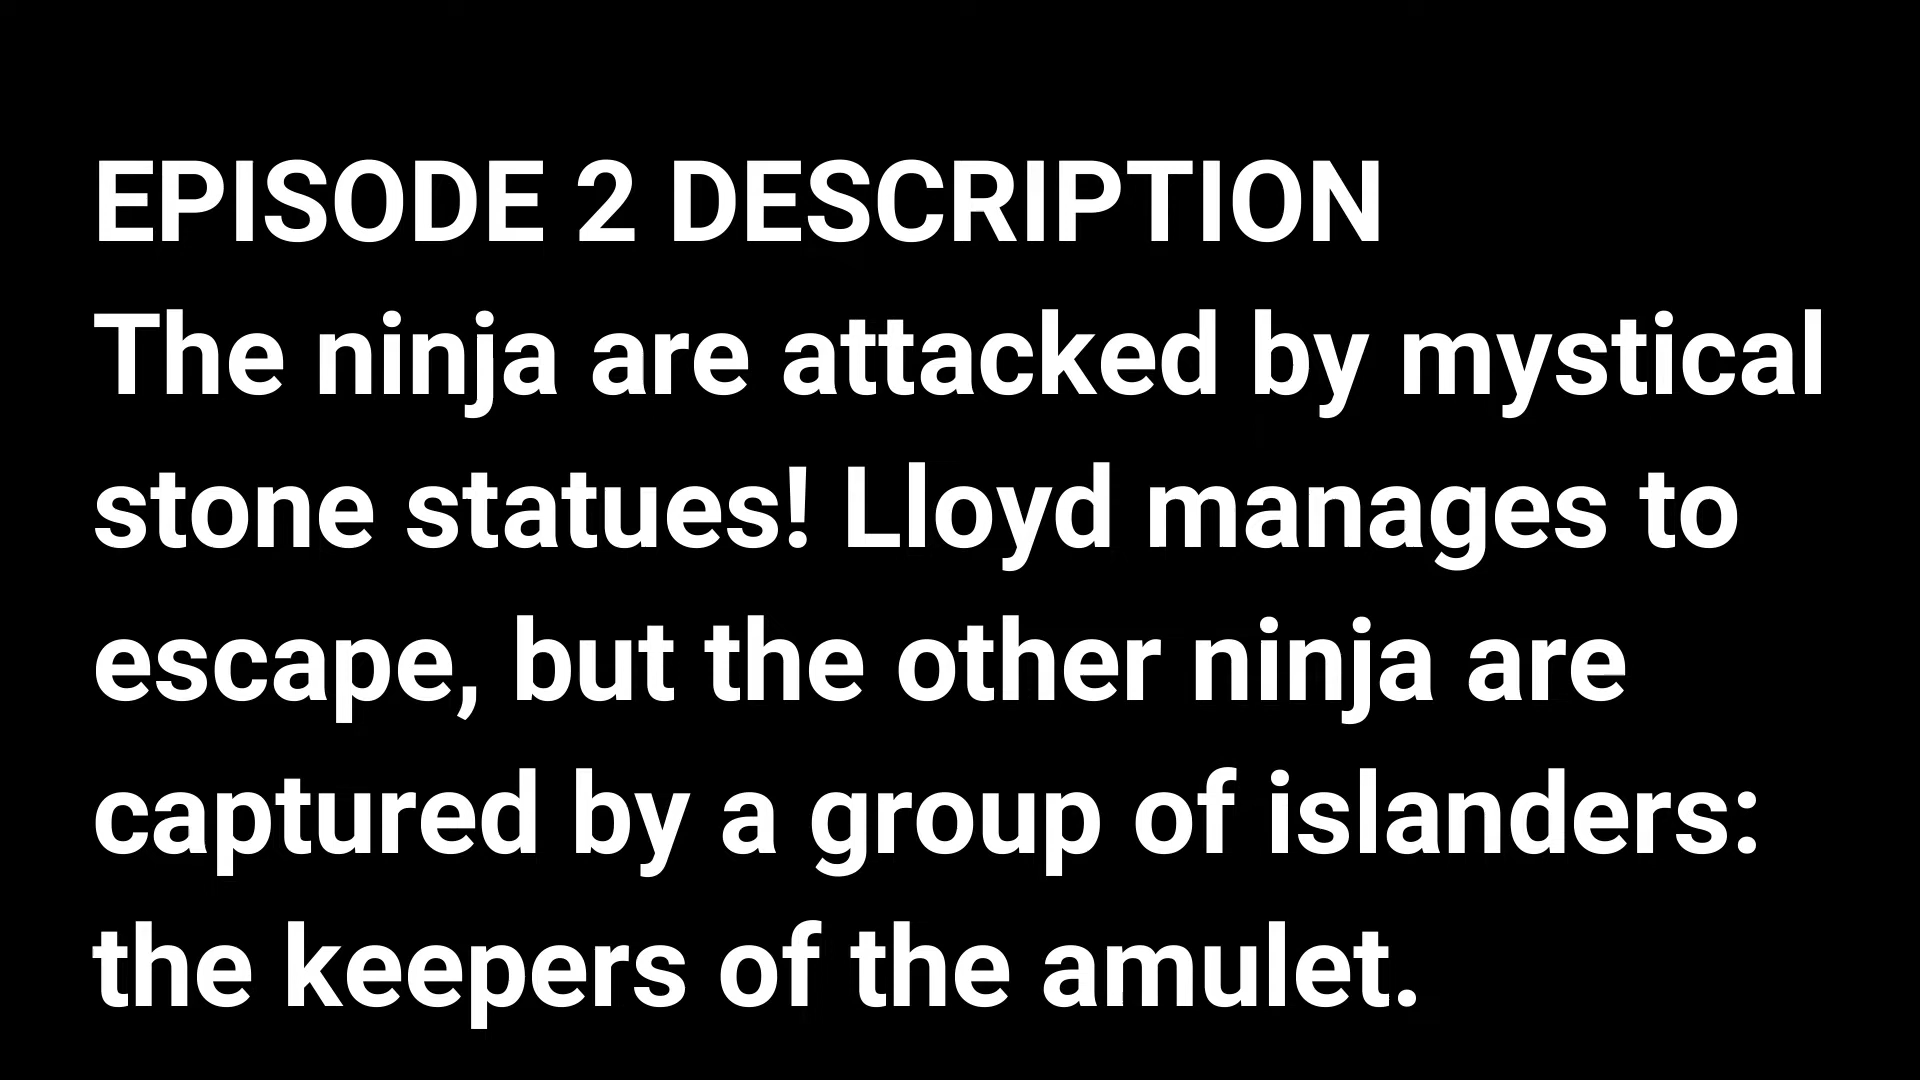 EPISODE 2 DESCRIPTION
The ninja are attacked by mystical
stone statues! Lloyd manages to
escape, but the other ninja are
captured by a group of islanders:
the keepers of the amulet.